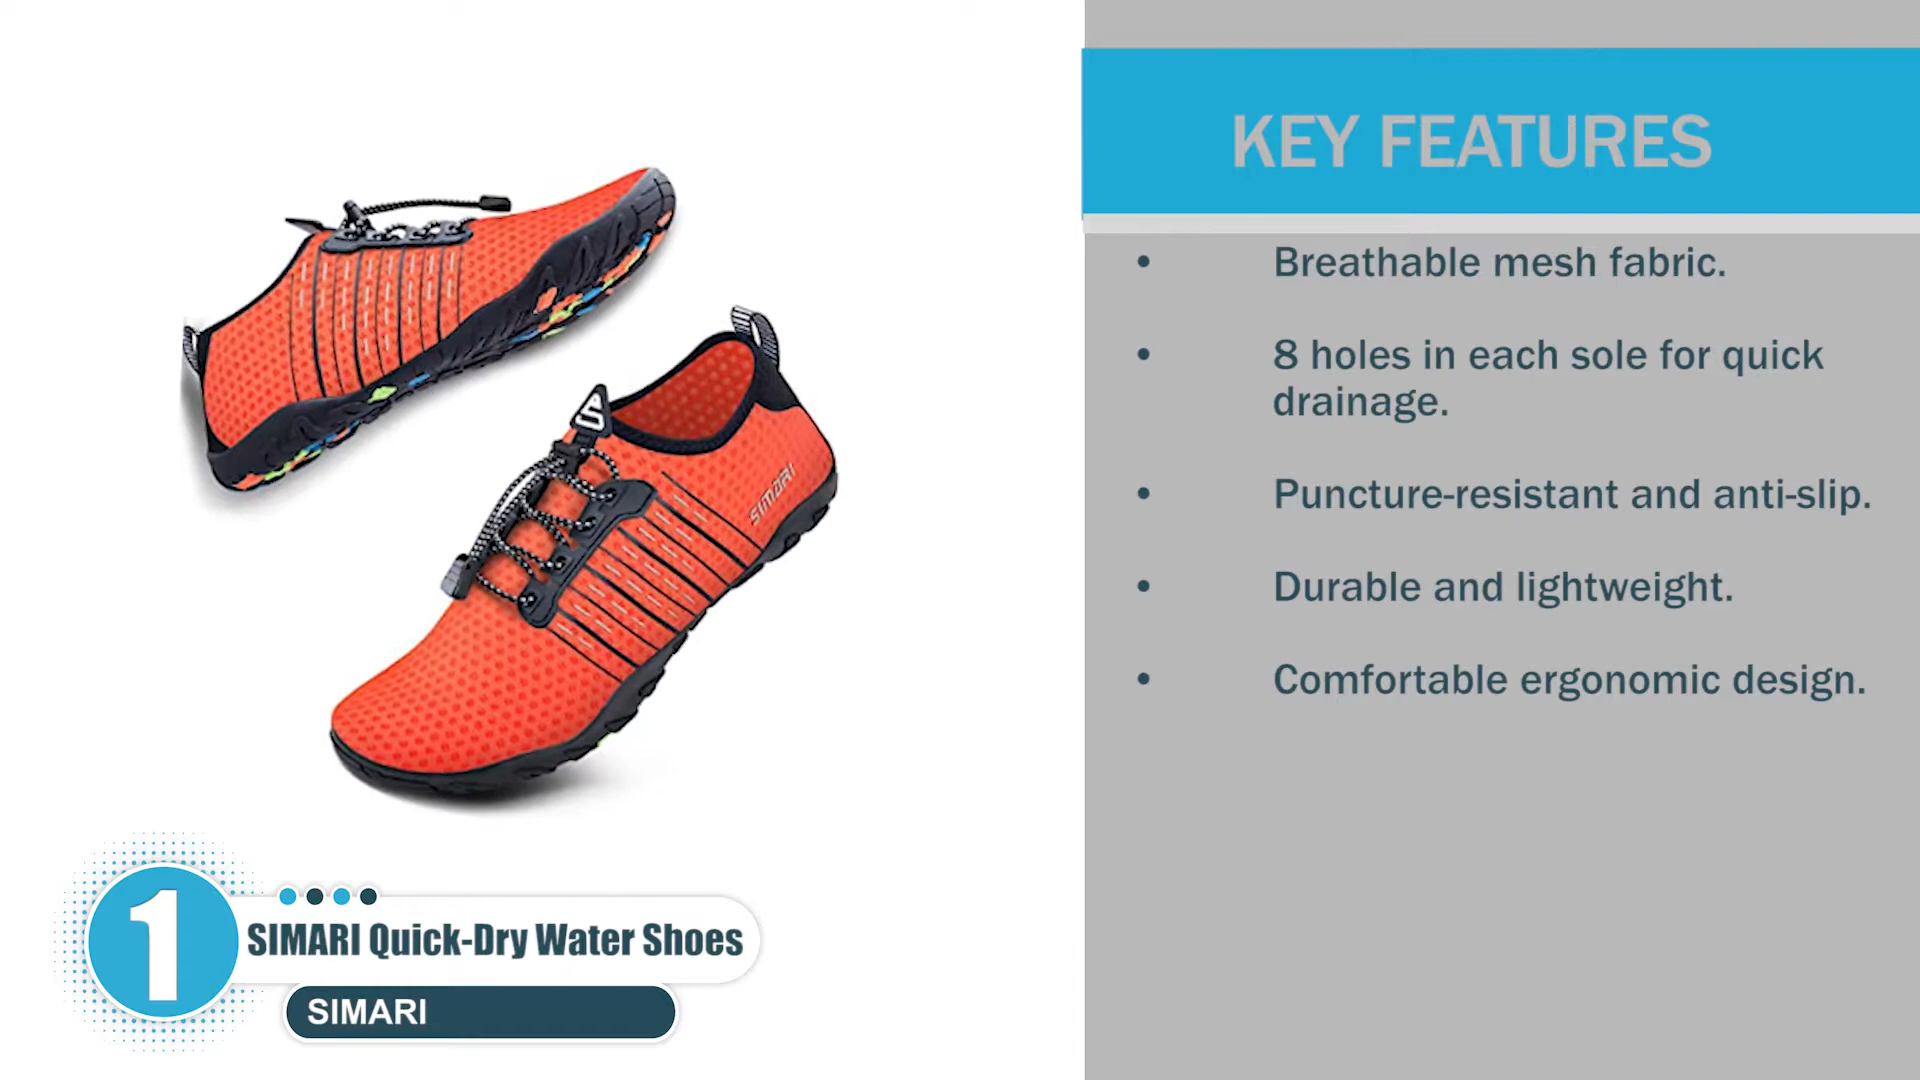 KEY FEATURES
• Breathable mesh fabric.
• 8 holes in each sole for quick
drainage.
• Puncture-resistant and anti-slip.
• Durable and lightweight.
• Comfortable ergonomic design.
S
SIMARI
1
SIMARI Quick-Dry Water Shoes
SIMARI